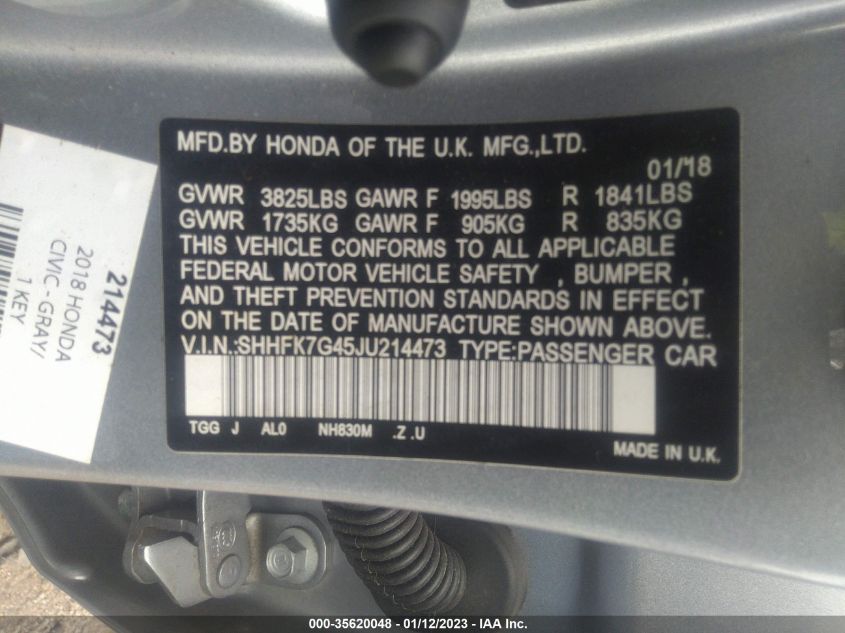 MFD.BY HONDA OF THE U.K. MFG.,LTD.
01/18
GVWR 3825LBS GAWR F 1995LBS R 1841LBS
GVWR 1735KG GAWR F 905KG R 835KG
THIS VEHICLE CONFORMS TO ALL APPLICABLE
FEDERAL MOTOR VEHICLE SAFETY , BUMPER ,
AND THEFT PREVENTION STANDARDS IN EFFECT
ON THE DATE OF MANUFACTURE SHOWN ABOVE.
V.I.N.:SHHFK7G45JU214473 TYPE:PASSENGER CAR
TGG J AL0 NH830M .Z .U
MADE IN U.K.
214473
2018 HONDA
CIVIC - GRAY/
1 KEY
000-35620048 - 01/12/2023 - IAA Inc.